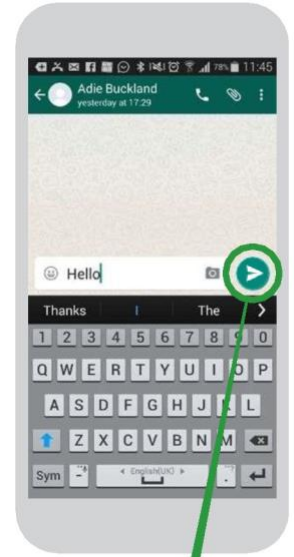 78% 11:45
Adie Buckland
yesterday at 17:29
Hello
Thanks I The
1 2 3 4 5 6 7 8 9 0
Q W E R T Y U I O P
A S D F G H J K L
Z X C V B N M
Sym English(UK) .